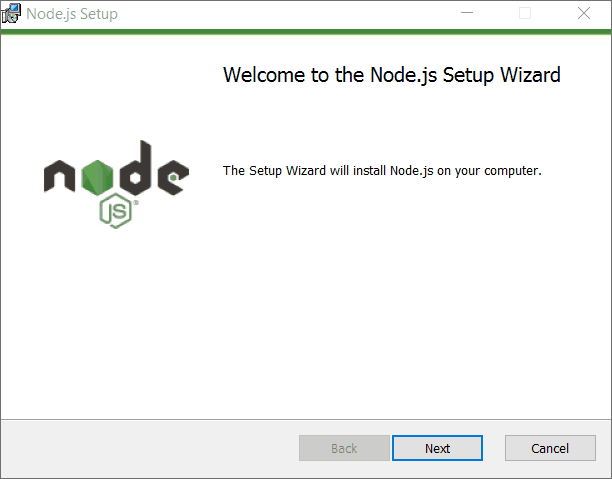 Node.js Setup
Welcome to the Node.js Setup Wizard
node
JS
®
The Setup Wizard will install Node.js on your computer.
Back
Next
Cancel